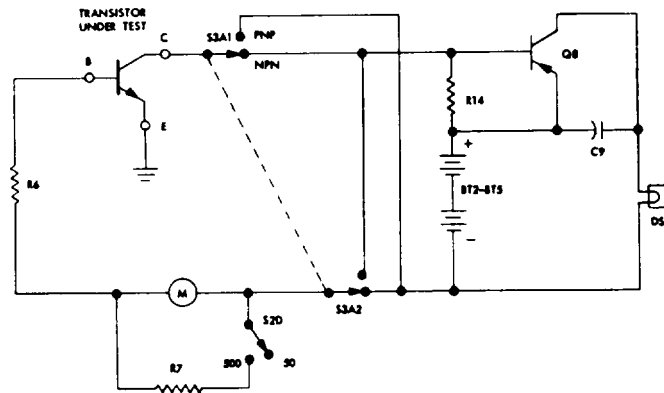 TRANSISTOR
UNDER TEST
C
S3A1
PNP
NPN
B
E
Q8
R14
+
C9
BT2-BT5
-
DS
R6
M
S2D
S3A2
500
50
R7